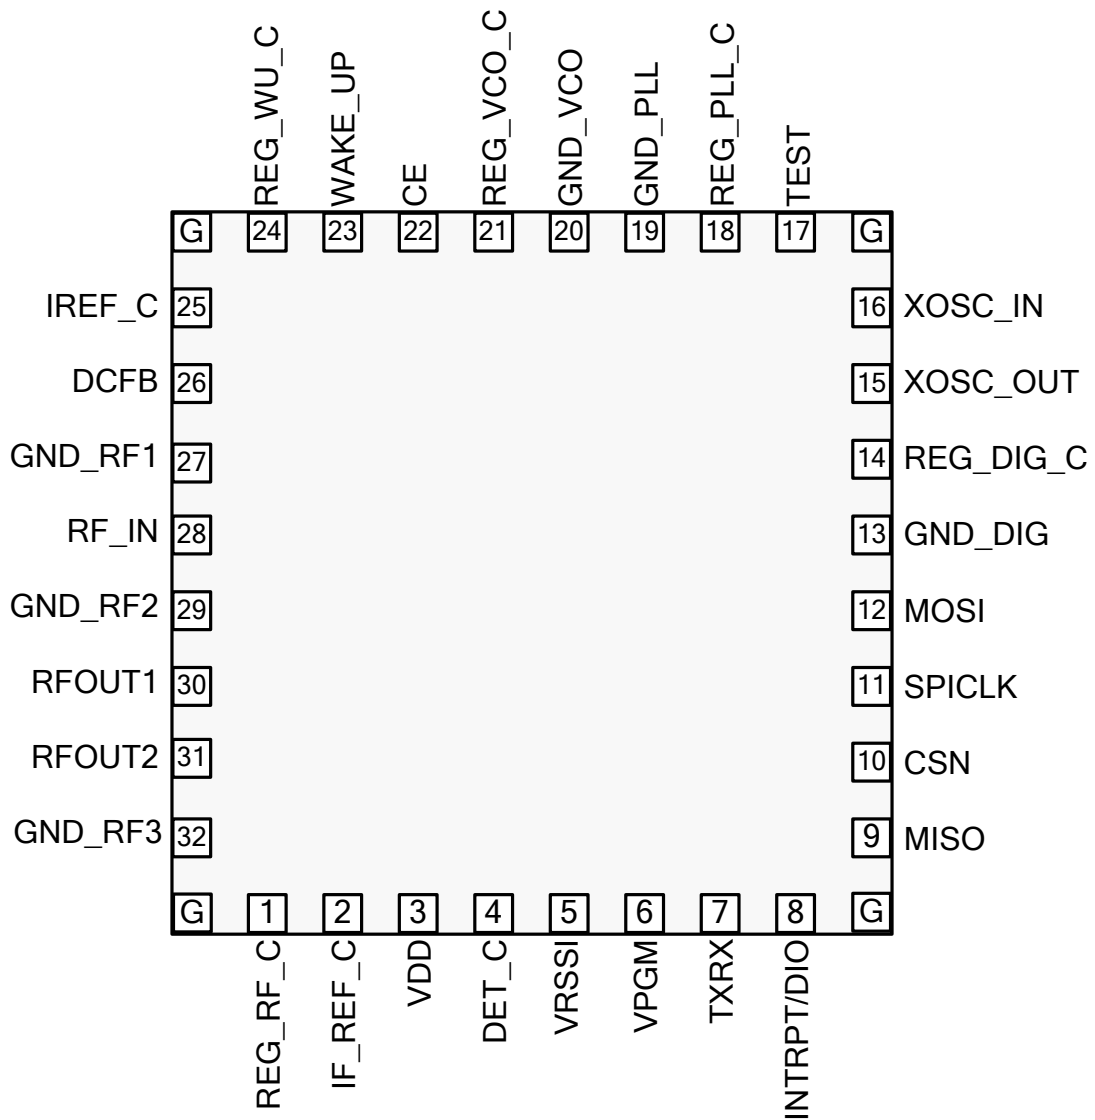 REG_WU_C
WAKE_UP
CE
REG_VCO_C
GND_VCO
GND_PLL
REG_PLL_C
TEST
G 24 23 22 21 20 19 18 17 G
IREF_C 25 16 XOSC_IN
DCFB 26 15 XOSC_OUT
GND_RF1 27 14 REG_DIG_C
RF_IN 28 13 GND_DIG
GND_RF2 29 12 MOSI
RFOUT1 30 11 SPICLK
RFOUT2 31 10 CSN
GND_RF3 32 9 MISO
G 1 2 3 4 5 6 7 8 G
REG_RF_C
IF_REF_C
VDD
DET_C
VRSSI
VPGM
TXRX
INTRPT/DIO